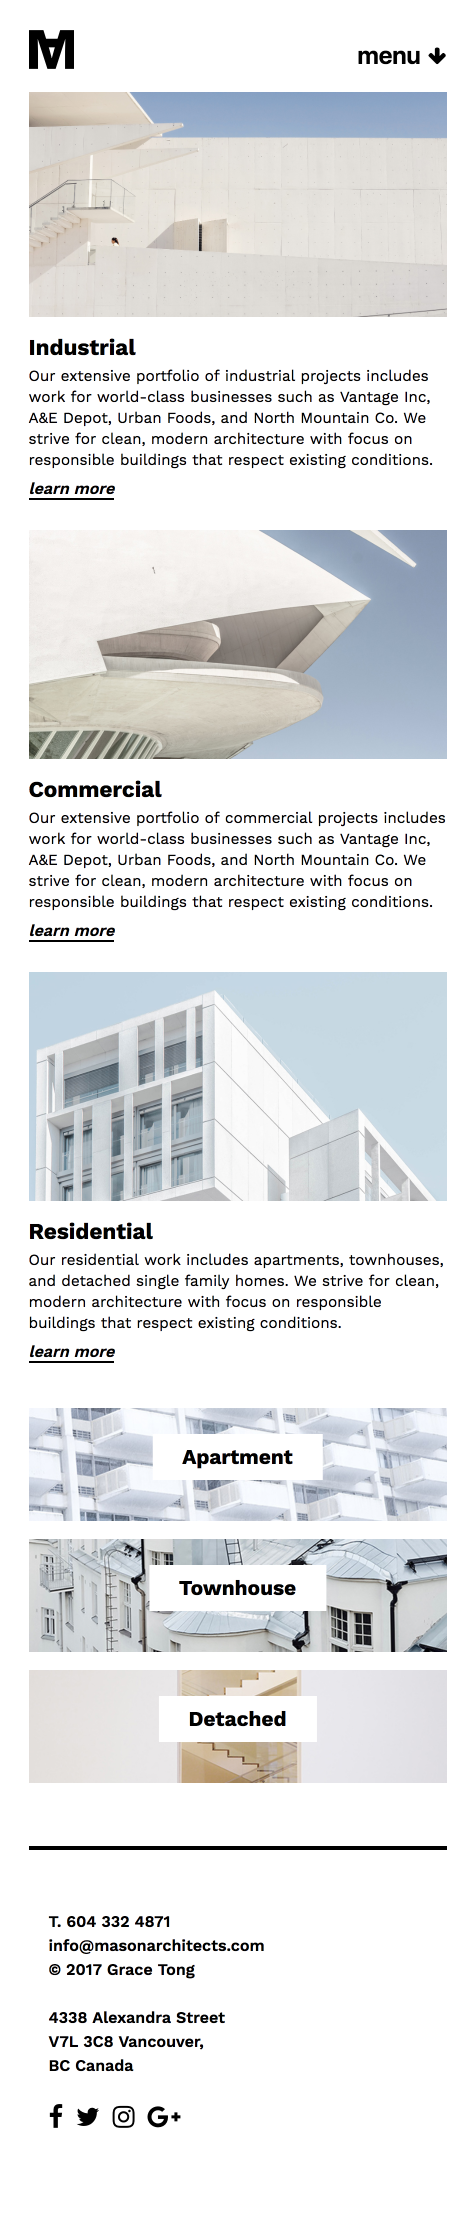 menu
Industrial
Our extensive portfolio of industrial projects includes
work for world-class businesses such as Vantage Inc,
A&E Depot, Urban Foods, and North Mountain Co. We
strive for clean, modern architecture with focus on
responsible buildings that respect existing conditions.
learn more
Commercial
Our extensive portfolio of commercial projects includes
work for world-class businesses such as Vantage Inc,
A&E Depot, Urban Foods, and North Mountain Co. We
strive for clean, modern architecture with focus on
responsible buildings that respect existing conditions.
learn more
Residential
Our residential work includes apartments, townhouses,
and detached single family homes. We strive for clean,
modern architecture with focus on responsible
buildings that respect existing conditions.
learn more
Apartment
Townhouse
Detached
T. 604 332 4871
info@masonarchitects.com
© 2017 Grace Tong
4338 Alexandra Street
V7L 3C8 Vancouver,
BC Canada